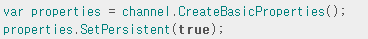 var properties = channel.CreateBasicProperties();
properties.SetPersistent(true);